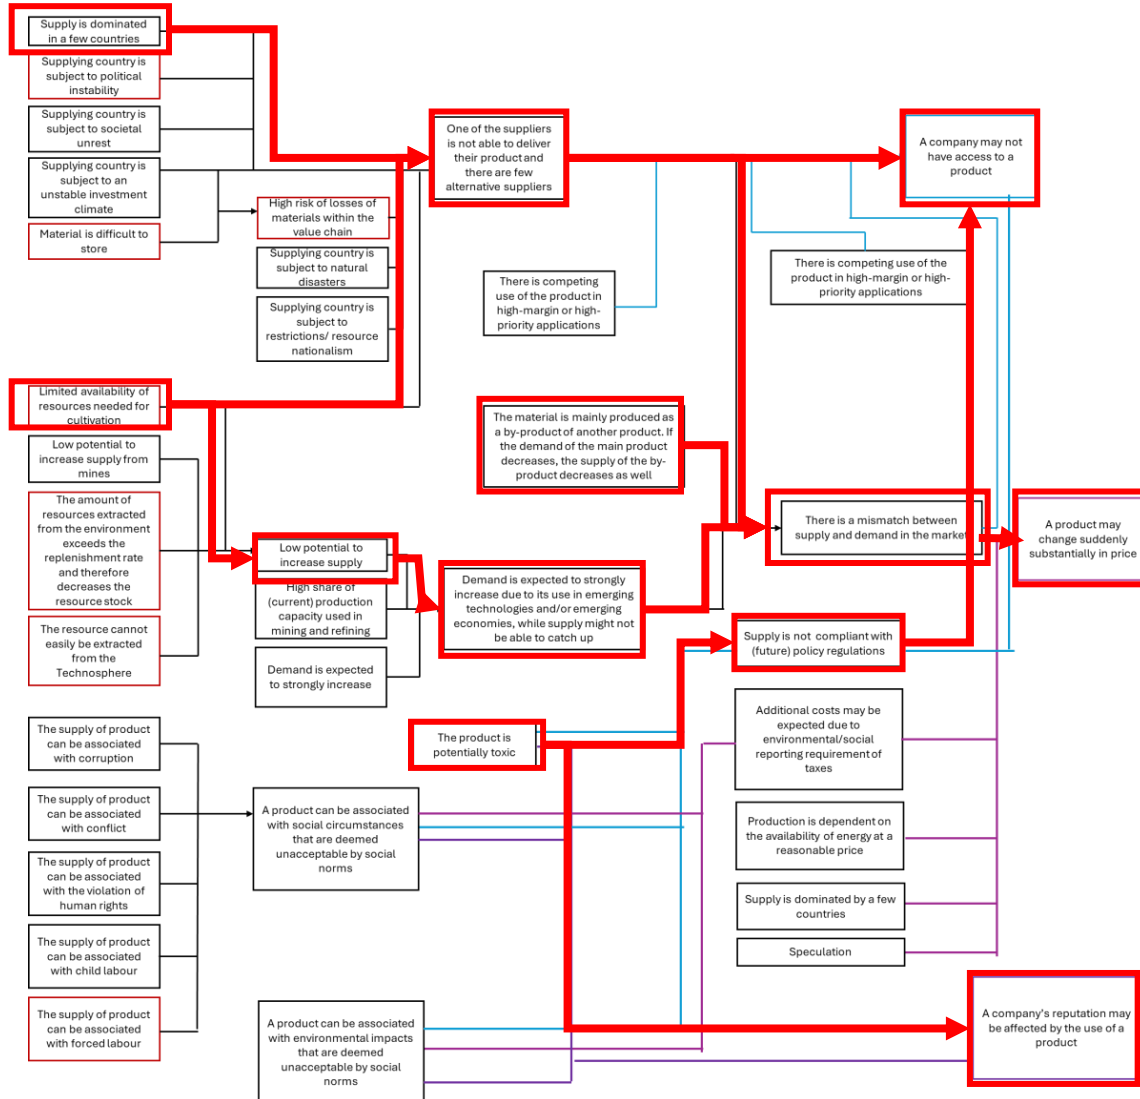 Supply is dominated
in a few countries
Supplying country is
subject to political
instability
Supplying country is
subject to societal
unrest
Supplying country is
subject to an
unstable investment
climate
Material is difficult to
store
High risk of losses of
materials within the
value chain
Supplying country is
subject to natural
disasters
Supplying country is
subject to
restrictions/ resource
nationalism
One of the suppliers
is not able to deliver
their product and
there are few
alternative suppliers
There is competing
use of the product in
high-margin or high-
priority applications
A company may not
have access to a
product
There is competing use of the
product in high-margin or high-
priority applications
Limited availability of
resources needed for
cultivation
Low potential to
increase supply from
mines
The amount of
resources extracted
from the environment
exceeds the
replenishment rate
and therefore
decreases the
resource stock
The resource cannot
easily be extracted
from the
Technosphere
Low potential to
increase supply
High share of
(current) production
capacity used in
mining and refining
Demand is expected
to strongly increase
The material is mainly produced as
a by-product of another product. If
the demand of the main product
decreases, the supply of the by-
product decreases as well
Demand is expected to strongly
increase due to its use in emerging
technologies and/or emerging
economies, while supply might not
be able to catch up
There is a mismatch between
supply and demand in the market
A product may
change suddenly
substantially in price
Supply is not compliant with
(future) policy regulations
The product is
potentially toxic
Additional costs may be
expected due to
environmental/social
reporting requirement of
taxes
Production is dependent on
the availability of energy at a
reasonable price
Supply is dominated by a few
countries
Speculation
The supply of product
can be associated
with corruption
The supply of product
can be associated
with conflict
The supply of product
can be associated
with the violation of
human rights
The supply of product
can be associated
with child labour
The supply of product
can be associated
with forced labour
A product can be associated
with social circumstances
that are deemed
unacceptable by social
norms
A product can be associated
with environmental impacts
that are deemed
unacceptable by social
norms
A company's reputation may
be affected by the use of a
product